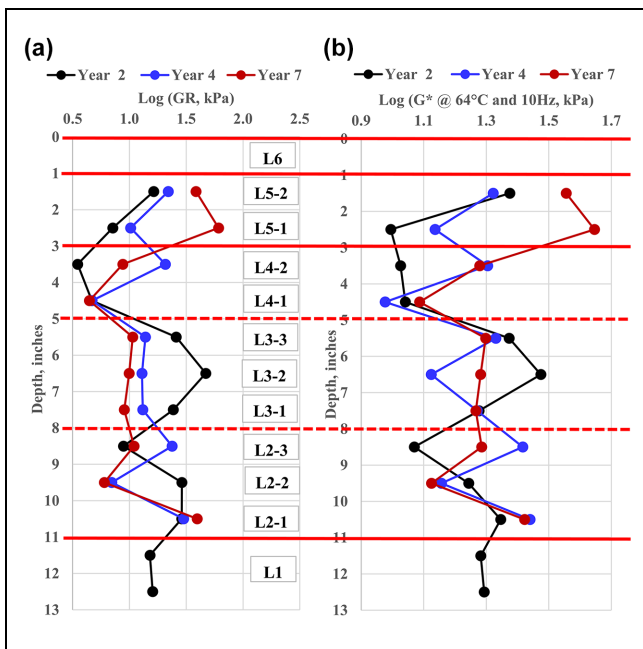 (a)
(b)
Year 2 Year 4 Year 7
Year 2 Year 4 Year 7
Log (GR, kPa)
Log (G* @ 64°C and 10Hz, kPa)
0.5 1.0 1.5 2.0 2.5
0.9 1.1 1.3 1.5 1.7
Depth, inches
0
1
2
3
4
5
6
7
8
9
10
11
12
13
L6
L5-2
L5-1
L4-2
L4-1
L3-3
L3-2
L3-1
L2-3
L2-2
L2-1
L1
Depth, inches
0
1
2
3
4
5
6
7
8
9
10
11
12
13